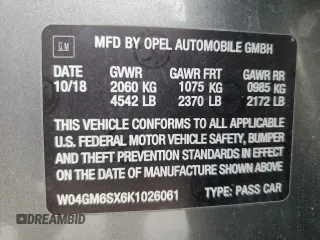 GM
MFD BY OPEL AUTOMOBILE GMBH
DATE GVWR GAWR FRT GAWR RR
10/18 2060 KG 1075 KG 0985 KG
4542 LB 2370 LB 2172 LB
THIS VEHICLE CONFORMS TO ALL APPLICABLE
U.S. FEDERAL MOTOR VEHICLE SAFETY, BUMPER
AND THEFT PREVENTION STANDARDS IN EFFECT
ON THE DATE OF MANUFACTURE SHOWN ABOVE
W04GM6SX6K1026061 TYPE: PASS CAR
DREAMBID